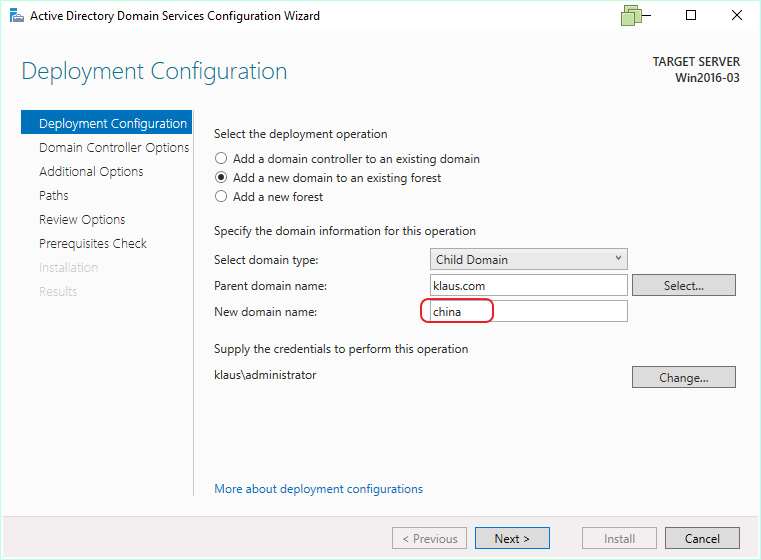 Active Directory Domain Services Configuration Wizard
Deployment Configuration
TARGET SERVER
Win2016-03
Deployment Configuration
Domain Controller Options
Additional Options
Paths
Review Options
Prerequisites Check
Installation
Results
Select the deployment operation
Add a domain controller to an existing domain
Add a new domain to an existing forest
Add a new forest
Specify the domain information for this operation
Select domain type: Child Domain
Parent domain name: klaus.com Select...
New domain name: china
Supply the credentials to perform this operation
klaus\administrator Change...
More about deployment configurations
< Previous Next > Install Cancel